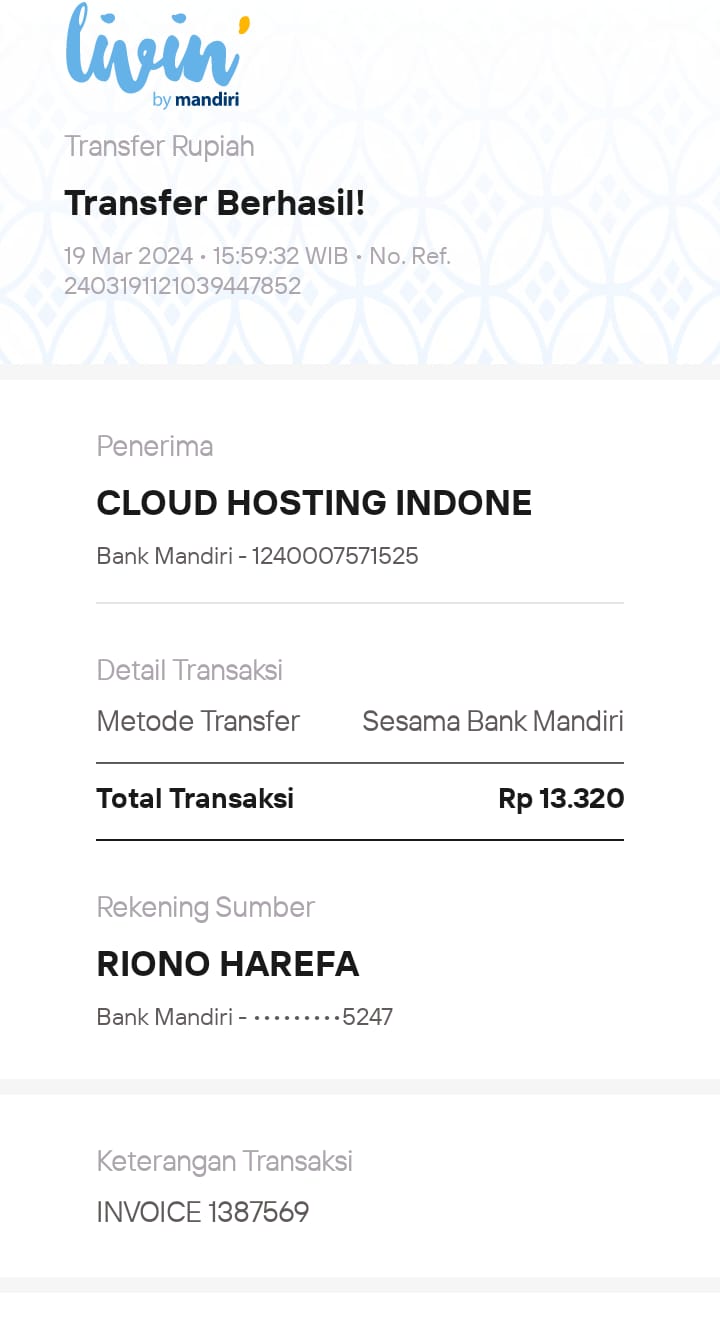 livin'
by mandiri
Transfer Rupiah
Transfer Berhasil!
19 Mar 2024 • 15:59:32 WIB • No. Ref.
2403191121039447852
Penerima
CLOUD HOSTING INDONE
Bank Mandiri - 1240007571525
Detail Transaksi
Metode Transfer Sesama Bank Mandiri
Total Transaksi Rp 13.320
Rekening Sumber
RIONO HAREFA
Bank Mandiri - •••••••••5247
Keterangan Transaksi
INVOICE 1387569